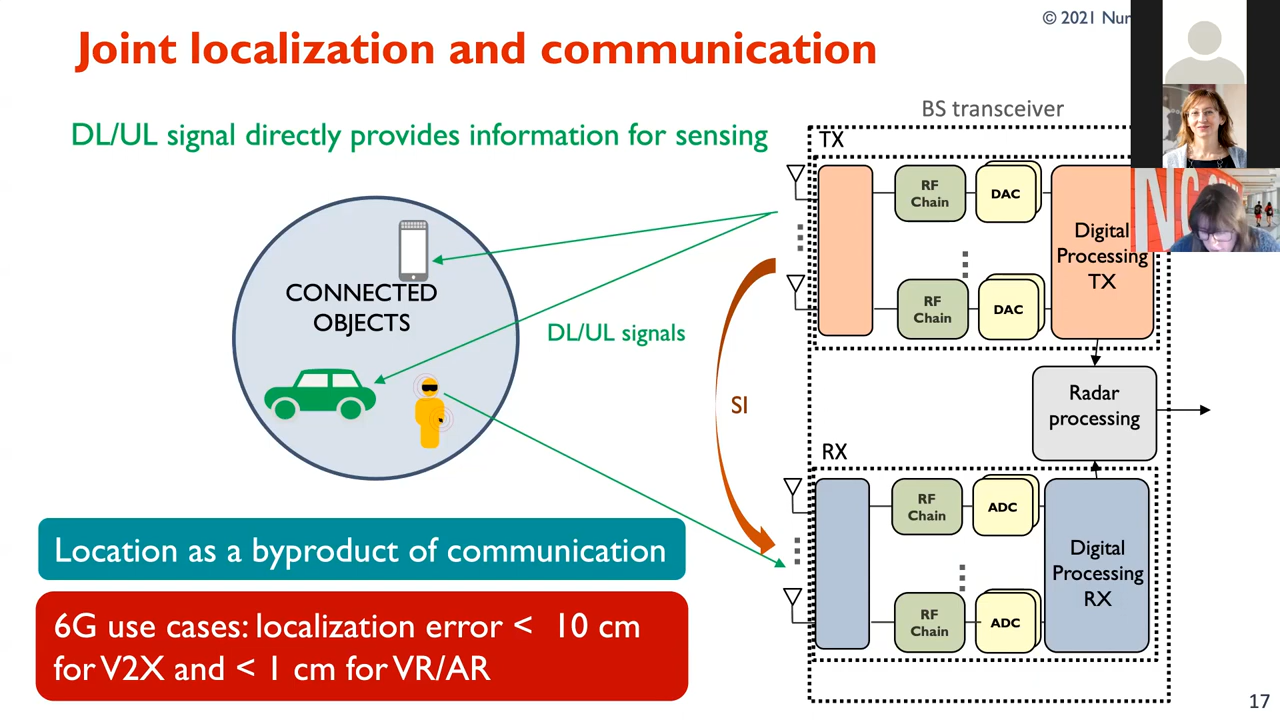 © 2021 Nur
Joint localization and communication
DL/UL signal directly provides information for sensing
BS transceiver
TX
RF
Chain
DAC
Digital
Processing
TX
RF
Chain
DAC
CONNECTED
OBJECTS
DL/UL signals
SI
Radar
processing
RX
RF
Chain
ADC
Digital
Processing
RX
RF
Chain
ADC
Location as a byproduct of communication
6G use cases: localization error < 10 cm
for V2X and < 1 cm for VR/AR
17